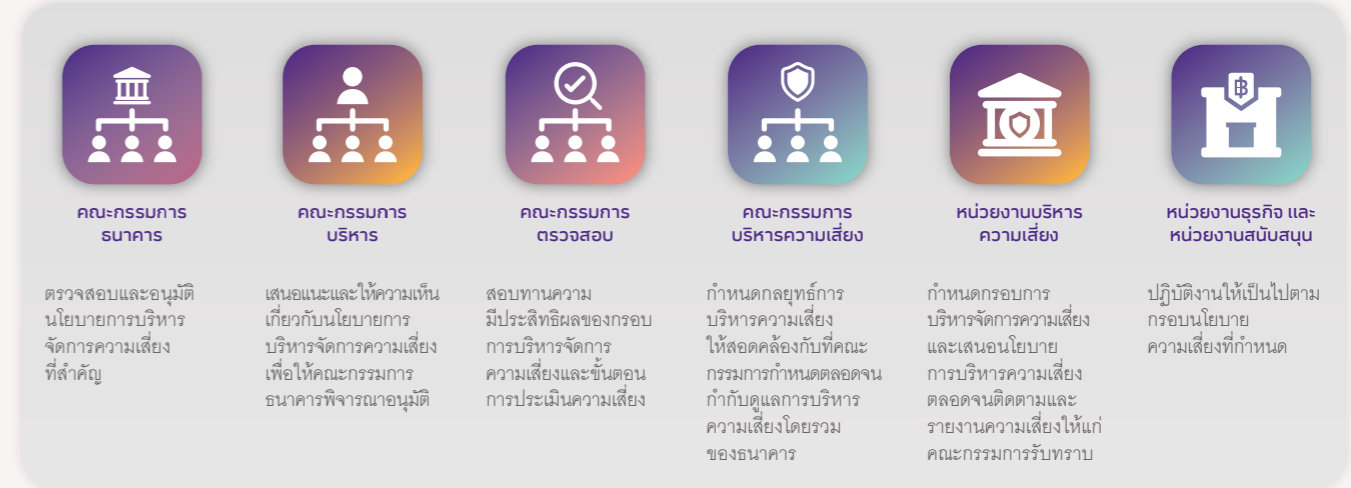 คณะกรรมการ
ธนาคาร
ตรวจสอบและอนุมัติ
นโยบายการบริหาร
จัดการความเสี่ยง
ที่สำคัญ
คณะกรรมการ
บริหาร
เสนอแนะและให้ความเห็น
เกี่ยวกับนโยบายการ
บริหารจัดการความเสี่ยง
เพื่อให้คณะกรรมการ
ธนาคารพิจารณาอนุมัติ
คณะกรรมการ
ตรวจสอบ
สอบทานความ
มีประสิทธิผลของกรอบ
การบริหารจัดการ
ความเสี่ยงและขั้นตอน
การประเมินความเสี่ยง
คณะกรรมการ
บริหารความเสี่ยง
กำหนดกลยุทธ์การ
บริหารความเสี่ยง
ให้สอดคล้องกับที่คณะ
กรรมการกำหนดตลอดจน
กำกับดูแลการบริหาร
ความเสี่ยงโดยรวม
ของธนาคาร
หน่วยงานบริหาร
ความเสี่ยง
กำหนดกรอบการ
บริหารจัดการความเสี่ยง
และเสนอนโยบาย
การบริหารความเสี่ยง
ตลอดจนติดตามและ
รายงานความเสี่ยงให้แก่
คณะกรรมการรับทราบ
หน่วยงานธุรกิจ และ
หน่วยงานสนับสนุน
ปฏิบัติงานให้เป็นไปตาม
กรอบนโยบาย
ความเสี่ยงที่กำหนด